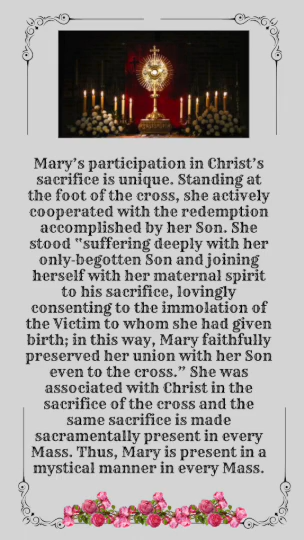 Mary's participation in Christ's
sacrifice is unique. Standing at
the foot of the cross, she actively
cooperated with the redemption
accomplished by her Son. She
stood "suffering deeply with her
only-begotten Son and joining
herself with her maternal spirit
to his sacrifice, lovingly
consenting to the immolation of
the Victim to whom she had given
birth; in this way, Mary faithfully
preserved her union with her Son
even to the cross." She was
associated with Christ in the
sacrifice of the cross and the
same sacrifice is made
sacramentally present in every
Mass. Thus, Mary is present in a
mystical manner in every Mass.